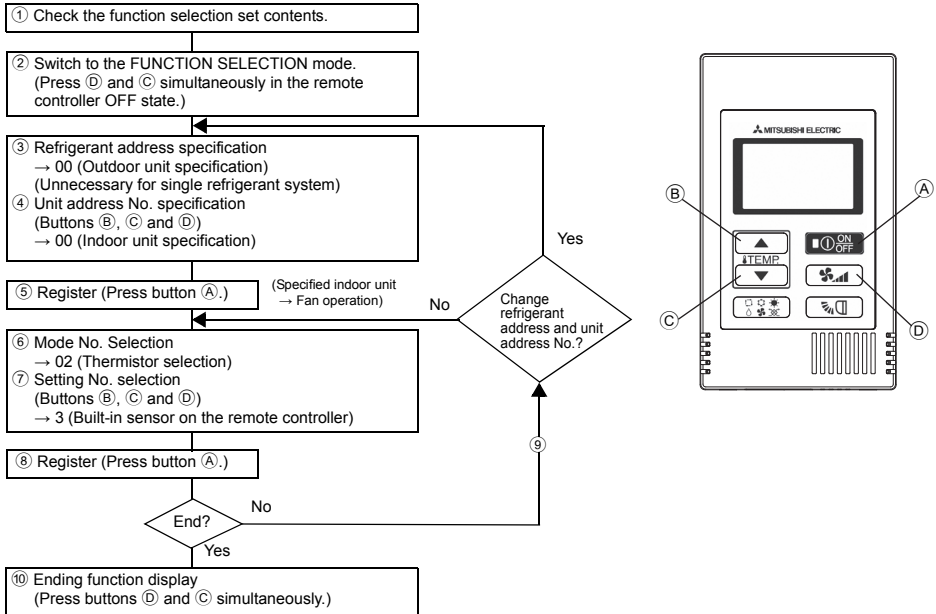 ① Check the function selection set contents.
② Switch to the FUNCTION SELECTION mode.
(Press Ⓓ and Ⓒ simultaneously in the remote
controller OFF state.)
③ Refrigerant address specification
→ 00 (Outdoor unit specification)
(Unnecessary for single refrigerant system)
④ Unit address No. specification
(Buttons Ⓑ, Ⓒ and Ⓓ)
→ 00 (Indoor unit specification)
⑤ Register (Press button Ⓐ.)
(Specified indoor unit
→ Fan operation)
No
Yes
Change
refrigerant
address and unit
address No.?
⑥ Mode No. Selection
→ 02 (Thermistor selection)
⑦ Setting No. selection
(Buttons Ⓑ, Ⓒ and Ⓓ)
→ 3 (Built-in sensor on the remote controller)
⑧ Register (Press button Ⓐ.)
⑨
End?
No
Yes
⑩ Ending function display
(Press buttons Ⓓ and Ⓒ simultaneously.)
MITSUBISHI ELECTRIC
Ⓑ
Ⓐ
ON
OFF
TEMP.
Ⓒ
Ⓓ